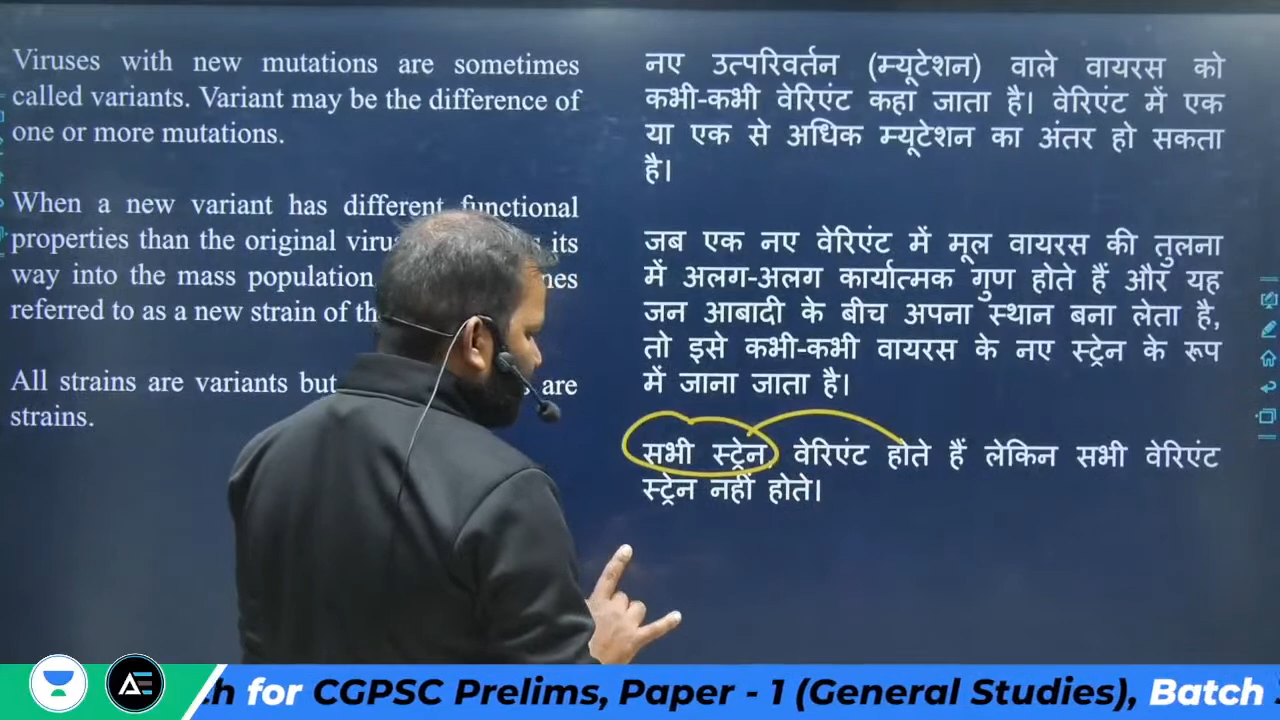 Viruses with new mutations are sometimes
called variants. Variant may be the difference of
one or more mutations.
When a new variant has different functional
properties than the original its
way into the mass population
referred to as a new strain of
All strains are variants but are
strains.
नए उत्परिवर्तन (म्यूटेशन) वाले वायरस को
कभी-कभी वेरिएंट कहा जाता है। वेरिएंट में एक
या एक से अधिक म्यूटेशन का अंतर हो सकता
है।
जब एक नए वेरिएंट में मूल वायरस की तुलना
में अलग-अलग कार्यात्मक गुण होते हैं और यह
जन आबादी के बीच अपना स्थान बना लेता है,
तो इसे कभी-कभी वायरस के नए स्ट्रेन के रूप
में जाना जाता है।
सभी स्ट्रेन वेरिएंट होते हैं लेकिन सभी वेरिएंट
स्ट्रेन नहीं होते।
for CGPSC Prelims, Paper - 1 (General Studies), Batch